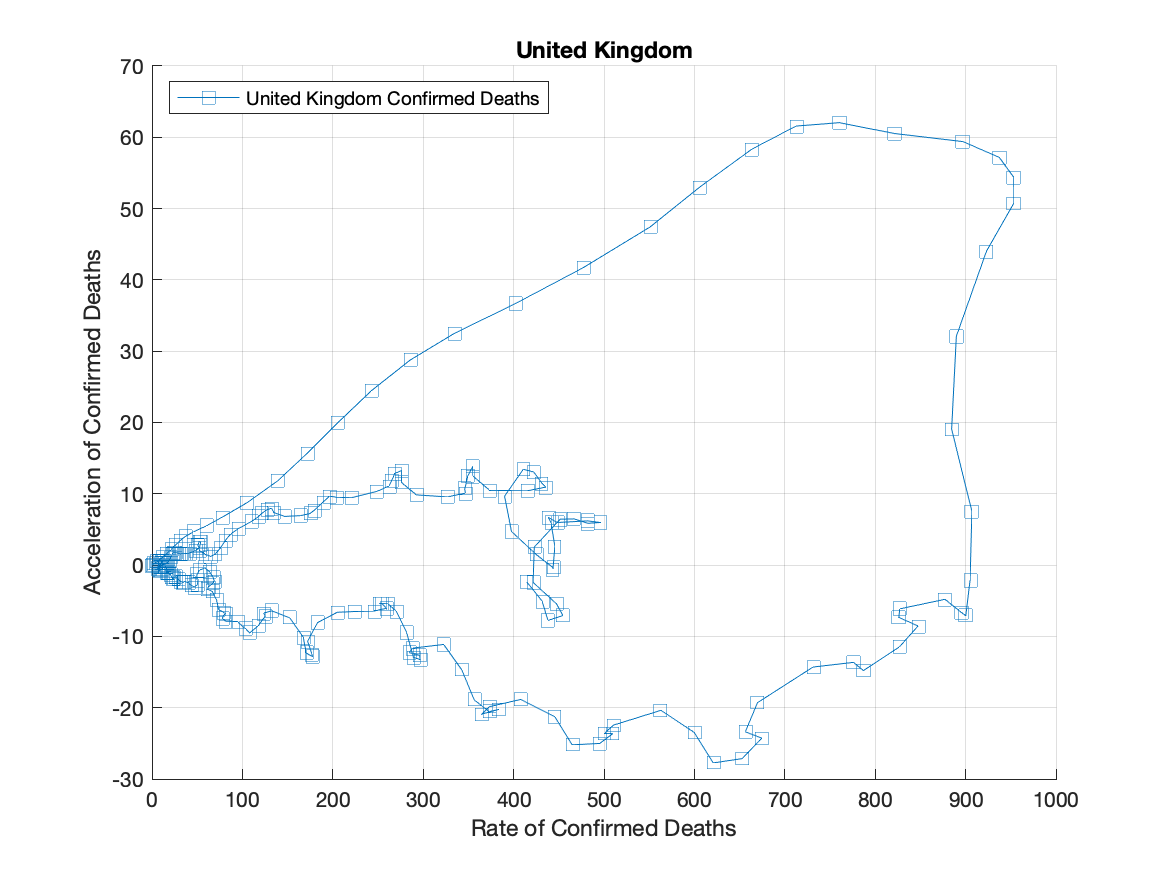 United Kingdom
70
United Kingdom Confirmed Deaths
60
50
40
30
20
10
0
-10
-20
-30
Acceleration of Confirmed Deaths
0 100 200 300 400 500 600 700 800 900 1000
Rate of Confirmed Deaths